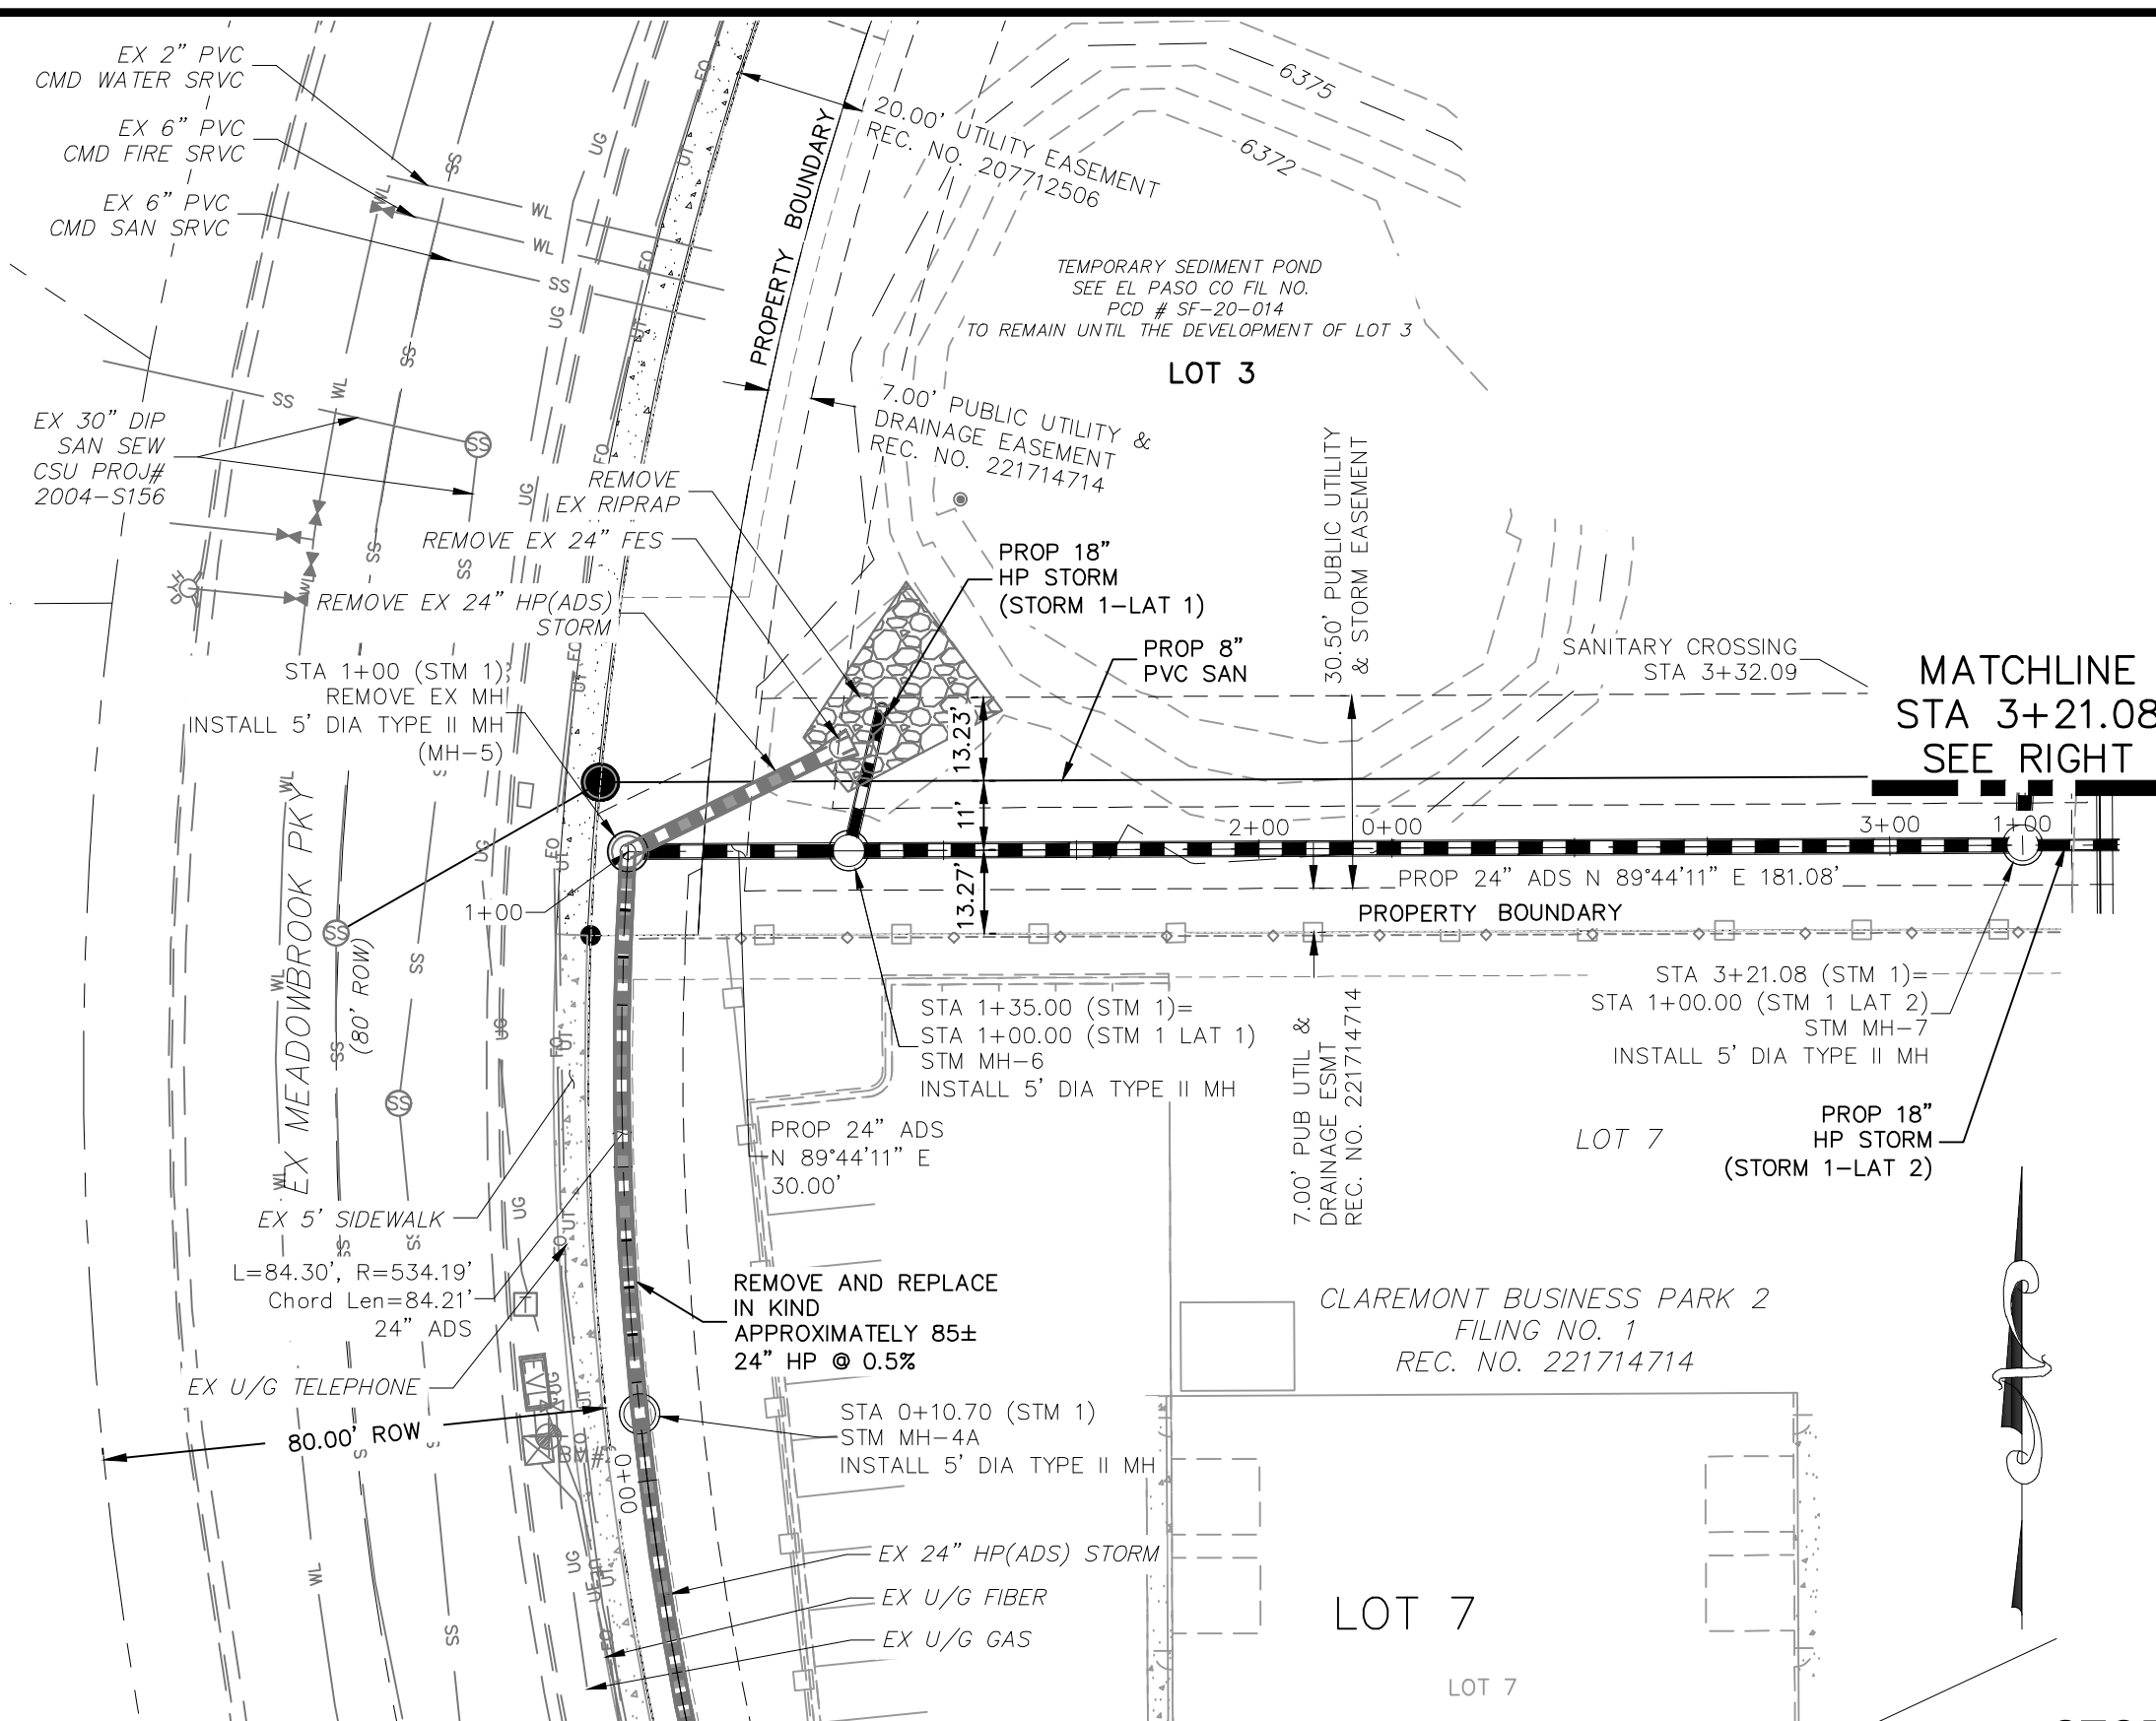 EX 2" PVC
CMD WATER SRVC
EX 6" PVC
CMD FIRE SRVC
EX 6" PVC
CMD SAN SRVC
EX 30" DIP
SAN SEW
CSU PROJ#
2004-S156
20.00' UTILITY EASEMENT
REC. NO. 207712506
PROPERTY BOUNDARY
6375
6372
TEMPORARY SEDIMENT POND
SEE EL PASO CO FIL NO.
PCD # SF-20-014
TO REMAIN UNTIL THE DEVELOPMENT OF LOT 3
LOT 3
7.00' PUBLIC UTILITY &
DRAINAGE EASEMENT
REC. NO. 221714714
REMOVE
EX RIPRAP
REMOVE EX 24" FES
REMOVE EX 24" HP(ADS)
STORM
STA 1+00 (STM 1)
REMOVE EX MH
INSTALL 5' DIA TYPE II MH
(MH-5)
PROP 18"
HP STORM
(STORM 1-LAT 1)
PROP 8"
PVC SAN
30.50' PUBLIC UTILITY
& STORM EASEMENT
SANITARY CROSSING
STA 3+32.09
MATCHLINE
STA 3+21.08
SEE RIGHT
13.23'
11'
13.27'
2+00
0+00
3+00
1+00
PROP 24" ADS N 89°44'11" E 181.08'
PROPERTY BOUNDARY
1+00
EX MEADOWBROOK PKY
(80' ROW)
STA 1+35.00 (STM 1)=
STA 1+00.00 (STM 1 LAT 1)
STM MH-6
INSTALL 5' DIA TYPE II MH
STA 3+21.08 (STM 1)=
STA 1+00.00 (STM 1 LAT 2)
STM MH-7
INSTALL 5' DIA TYPE II MH
7.00' PUB UTIL &
DRAINAGE ESMT
REC. NO. 221714714
PROP 24" ADS
N 89°44'11" E
30.00'
LOT 7
PROP 18"
HP STORM
(STORM 1-LAT 2)
EX 5' SIDEWALK
L=84.30', R=534.19'
Chord Len=84.21'
24" ADS
EX U/G TELEPHONE
80.00' ROW
REMOVE AND REPLACE
IN KIND
APPROXIMATELY 85±
24" HP @ 0.5%
CLAREMONT BUSINESS PARK 2
FILING NO. 1
REC. NO. 221714714
STA 0+10.70 (STM 1)
STM MH-4A
INSTALL 5' DIA TYPE II MH
0+00
EX 24" HP(ADS) STORM
EX U/G FIBER
EX U/G GAS
LOT 7
LOT 7
WL
WL
SS
SS
SS
SS
WL
UG
UT
FO
HYD